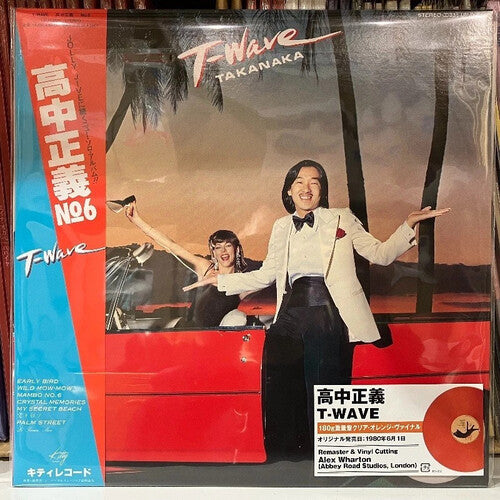 T-Wave
TAKANAKA
STEREO
高中正義
№6
T-Wave
EARLY BIRD
WILD MOW-MOW
MAMBO NO.6
CRYSTAL MEMORIES
MY SECRET BEACH
PALM STREET
Kitty
キティレコード
高中正義
T-WAVE
180g重量盤クリア・オレンジ・ヴァイナル
オリジナル発売日:1980年6月1日
Remaster & Vinyl Cutting
Alex Wharton
(Abbey Road Studios, London)